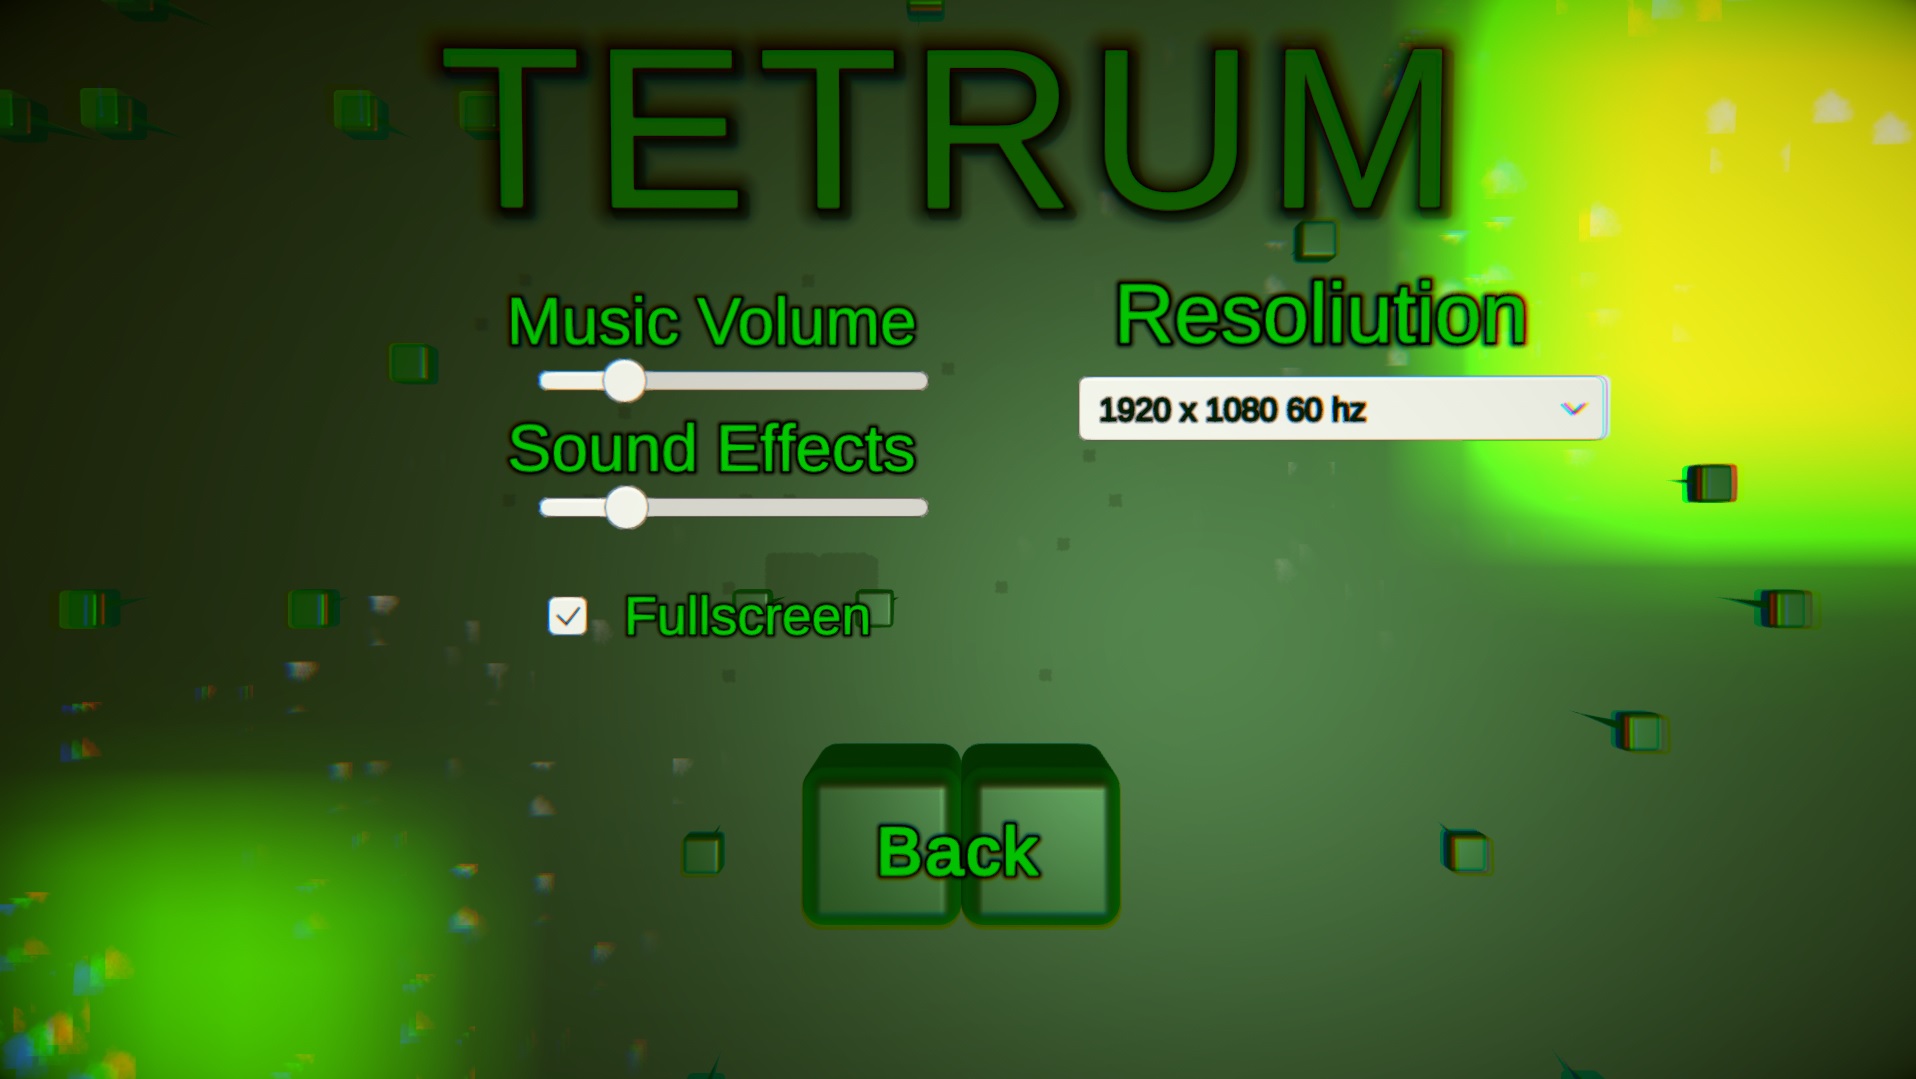 TETRUM
Music Volume
Resoliution
1920 x 1080 60 hz
Sound Effects
Fullscreen
Back